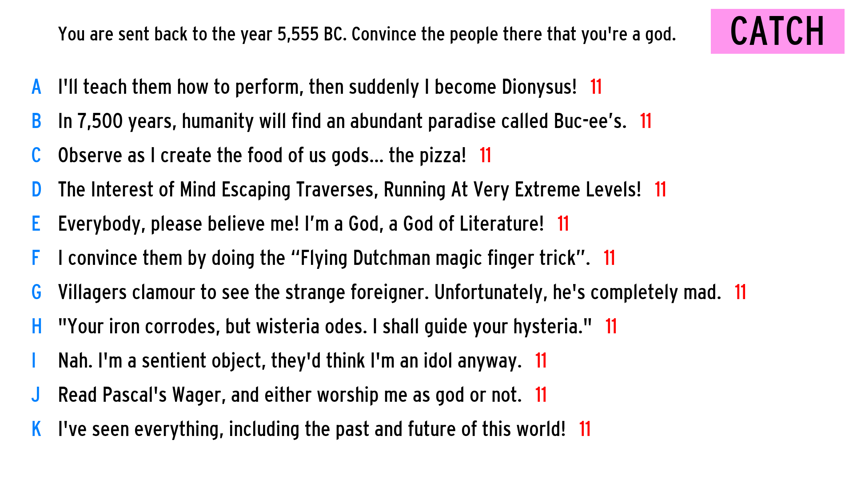 You are sent back to the year 5,555 BC. Convince the people there that you're a god.
CATCH
A I'll teach them how to perform, then suddenly I become Dionysus! 11
B In 7,500 years, humanity will find an abundant paradise called Buc-ee’s. 11
C Observe as I create the food of us gods... the pizza! 11
D The Interest of Mind Escaping Traverses, Running At Very Extreme Levels! 11
E Everybody, please believe me! I’m a God, a God of Literature! 11
F I convince them by doing the “Flying Dutchman magic finger trick”. 11
G Villagers clamour to see the strange foreigner. Unfortunately, he's completely mad. 11
H "Your iron corrodes, but wisteria odes. I shall guide your hysteria." 11
I Nah. I'm a sentient object, they'd think I'm an idol anyway. 11
J Read Pascal's Wager, and either worship me as god or not. 11
K I've seen everything, including the past and future of this world! 11